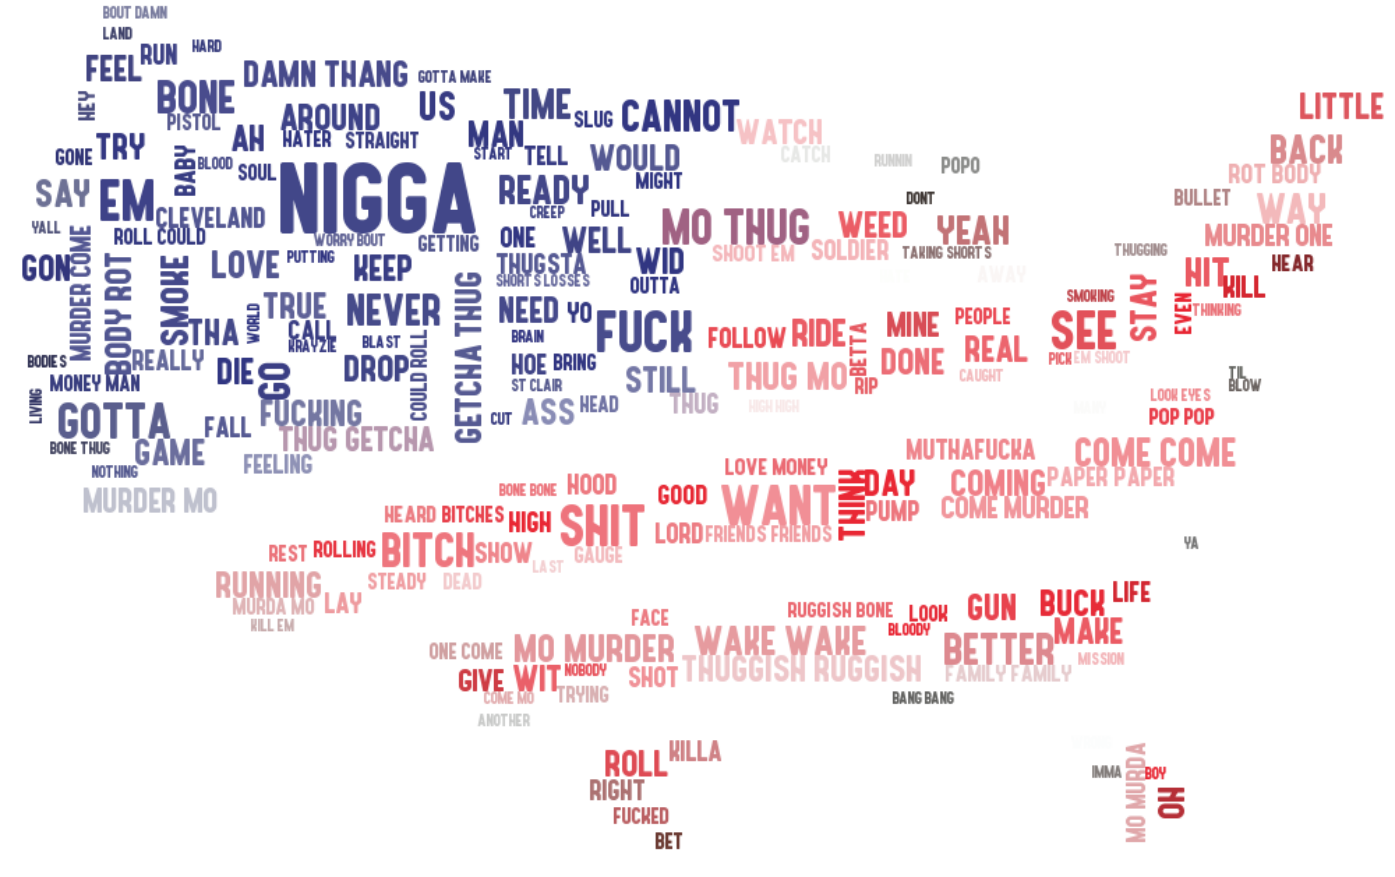 BOUT DAMN
LAND
RUN
HARD
FEEL
DAMN THANG
GOTTA MAKE
BONE
HEY
PISTOL
AROUND
US
TIME
SLUG
CANNOT
LITTLE
AH
HATER
STRAIGHT
MAN
WATCH
TRY
GONE
BABY
BLOOD
SOUL
START
TELL
WOULD
CATCH
RUNNIN
POPO
BACK
ROT BODY
SAY
EM
NIGGA
READY
MIGHT
DONT
BULLET
WAY
CLEVELAND
CREEP
PULL
YALL
ROLL COULD
WORRY BOUT
GETTING
ONE
WELL
MO THUG
WEED
YEAH
MURDER ONE
MURDER COME
GON
BODY ROT
SMOKE
LOVE
PUTTING
KEEP
THUGSTA
WID
SHOOT EM
SOLDIER
TAKING SHORTS
THUGGING
HEAR
SHORTS LOSSES
OUTTA
AWAY
HIT
KILL
TRUE
WORLD
NEVER
GETCHA THUG
NEED
YO
SMOKING
STAY
EVEN
THINKING
THA
CALL
KRAYZIE
BLAST
BRAIN
FUCK
FOLLOW
RIDE
BETTA
MINE
PEOPLE
SEE
BODIES
REALLY
DIE
GO
DROP
COULD ROLL
HOE
BRING
DONE
REAL
PICK
EM SHOOT
MONEY MAN
ST CLAIR
STILL
THUG MO
RIP
CAUGHT
TIL
BLOW
LIVING
GOTTA
FALL
FUCKING
CUT
ASS
HEAD
THUG
HIGH HIGH
LOOK EYES
POP POP
BONE THUG
GAME
THUG GETCHA
MUTHAFUCKA
COME COME
NOTHING
FEELING
LOVE MONEY
MURDER MO
BONE BONE
HOOD
GOOD
WANT
THINK
DAY
COMING
PAPER PAPER
HEARD
BITCHES
HIGH
SHIT
LORD
FRIENDS FRIENDS
PUMP
COME MURDER
REST
ROLLING
BITCH
SHOW
GAUGE
YA
LAST
RUNNING
STEADY
DEAD
MURDA MO
LAY
KILL EM
FACE
RUGGISH BONE
LOOK
GUN
BUCK
LIFE
BLOODY
MAKE
ONE COME
MO MURDER
WAKE WAKE
BETTER
MISSION
GIVE
WIT
NOBODY
SHOT
THUGGISH RUGGISH
FAMILY FAMILY
COME MO
TRYING
BANG BANG
ANOTHER
ROLL
KILLA
IMMA
MO MURDA
BOY
RIGHT
OH
FUCKED
BET